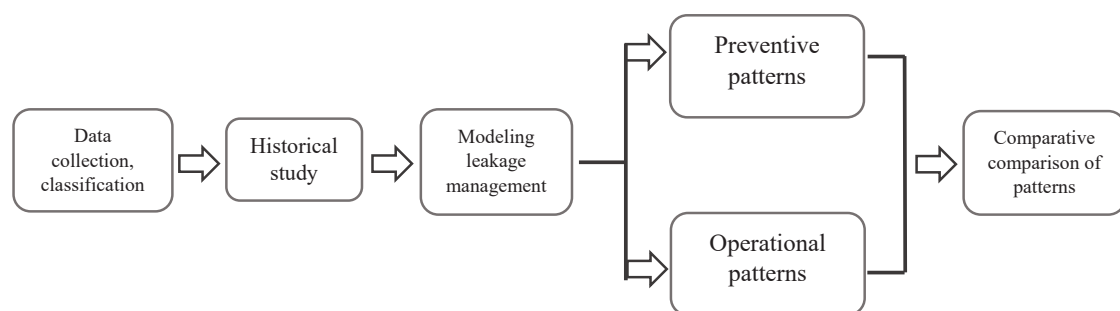 Data
collection,
classification
Historical
study
Modeling
leakage
management
Preventive
patterns
Operational
patterns
Comparative
comparison of
patterns